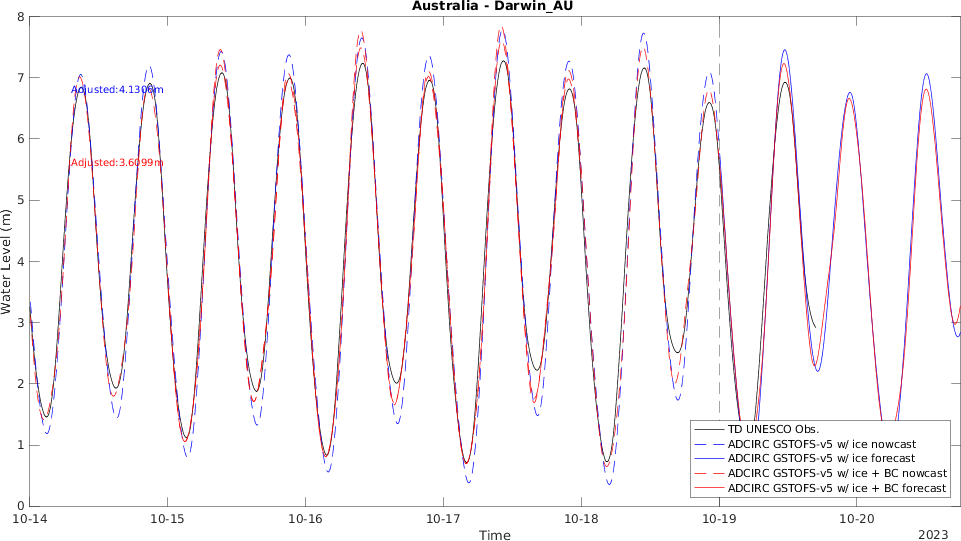 Australia - Darwin_AU
8
7
6
5
4
3
2
1
0
Water Level (m)
Adjusted:4.1306m
Adjusted:3.6099m
TD UNESCO Obs.
ADCIRC GSTOFS-v5 w/ ice nowcast
ADCIRC GSTOFS-v5 w/ ice forecast
ADCIRC GSTOFS-v5 w/ ice + BC nowcast
ADCIRC GSTOFS-v5 w/ ice + BC forecast
10-14 10-15 10-16 10-17 10-18 10-19 10-20
Time
2023